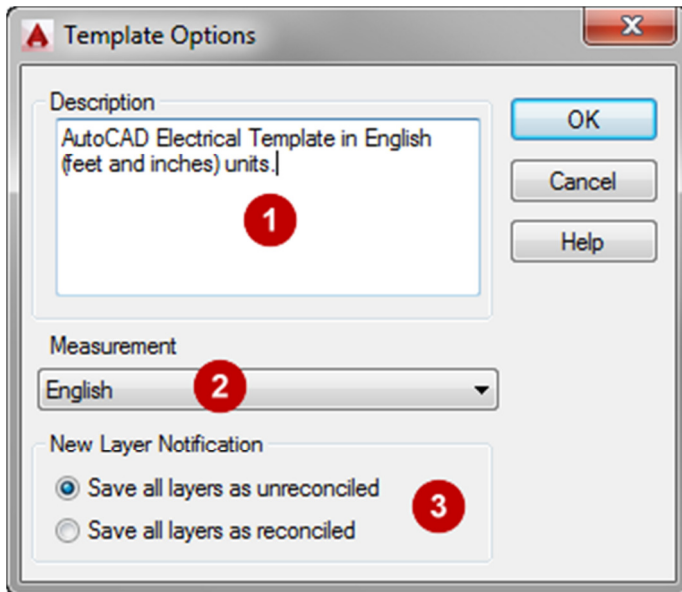 Template Options
Description
AutoCAD Electrical Template in English
(feet and inches) units.
1
OK
Cancel
Help
Measurement
English
2
New Layer Notification
Save all layers as unreconciled
Save all layers as reconciled
3